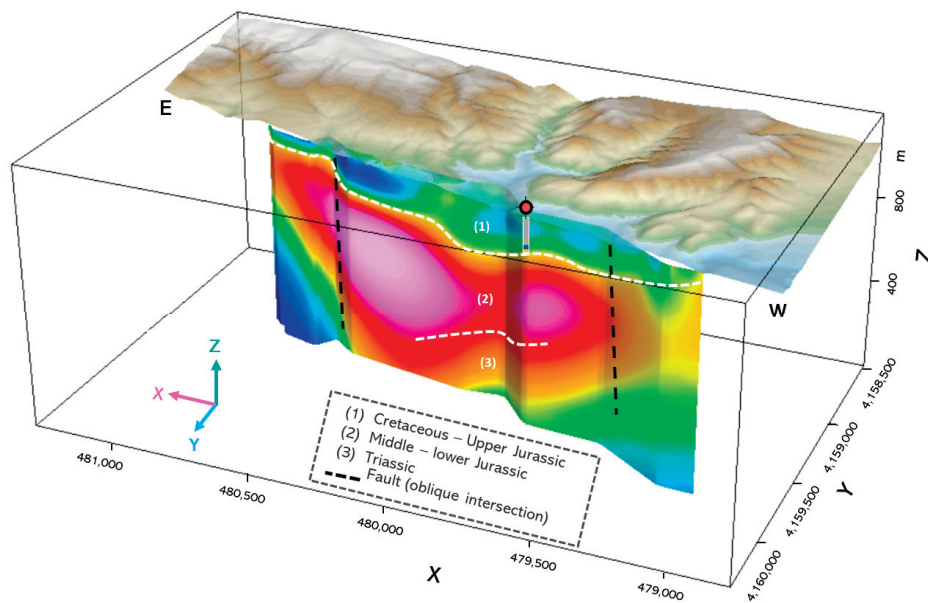 E
m
800
Z
400
W
(1)
(2)
(3)
Z
X
Y
(1) Cretaceous – Upper Jurassic
(2) Middle – lower Jurassic
(3) Triassic
Fault (oblique intersection)
481,000
480,500
480,000
479,500
479,000
X
4,158,500
4,159,000
4,159,500
4,160,000
Y